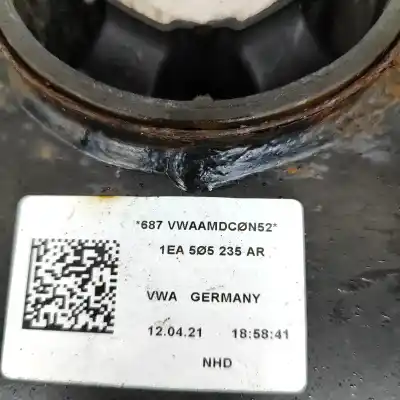 *687 VWAAMDCØN52*
1EA 5Ø5 235 AR
VWA GERMANY
12.04.21 18:58:41
NHD